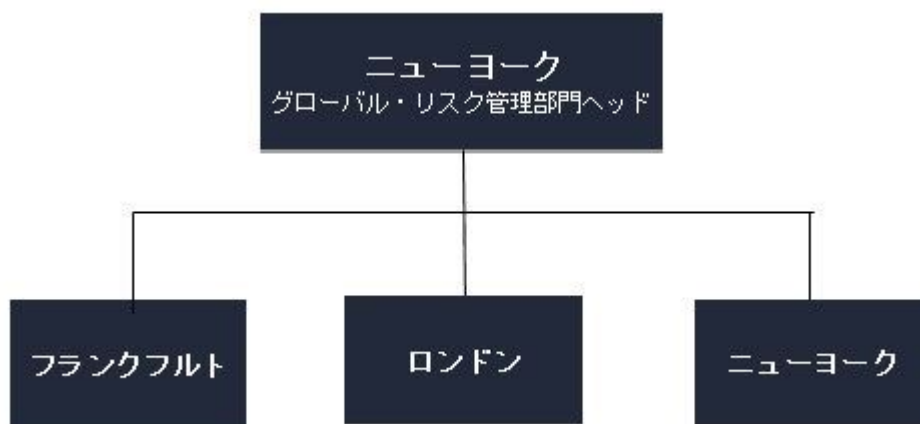 ニューヨーク
グローバル・リスク管理部門ヘッド
フランクフルト
ロンドン
ニューヨーク